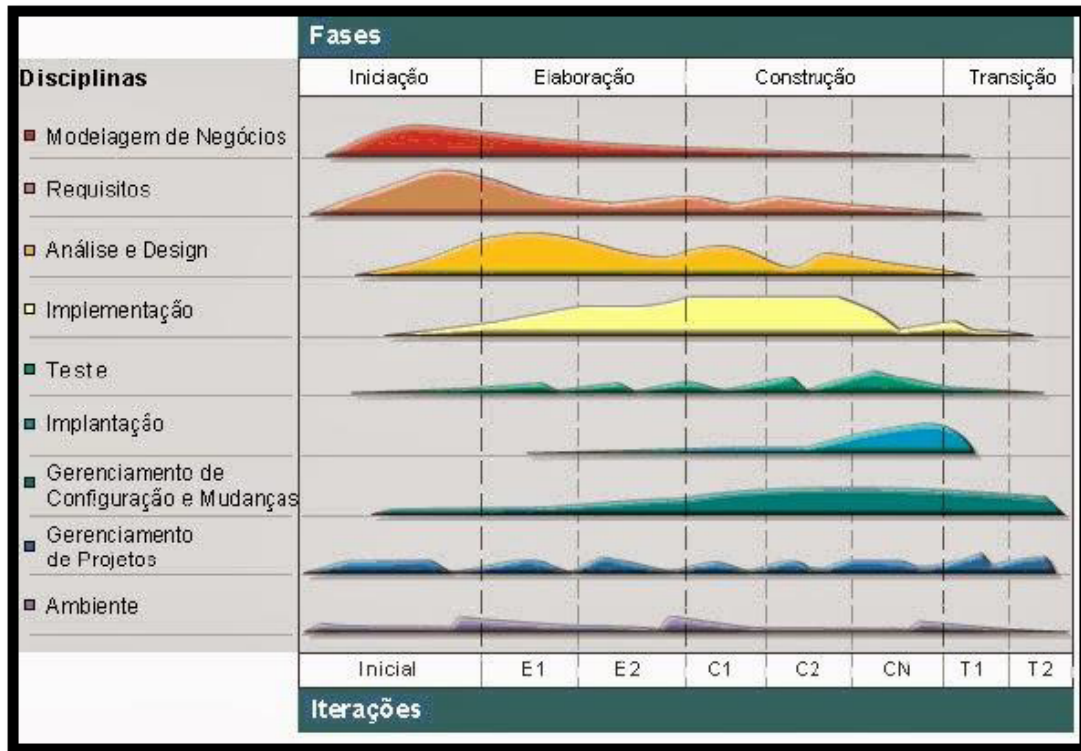 Fases
Disciplinas
Iniciação Elaboração Construção Transição
Modelagem de Negócios
Requisitos
Análise e Design
Implementação
Teste
Implantação
Gerenciamento de
Configuração e Mudanças
Gerenciamento
de Projetos
Ambiente
Inicial E1 E2 C1 C2 CN T1 T2
Iterações